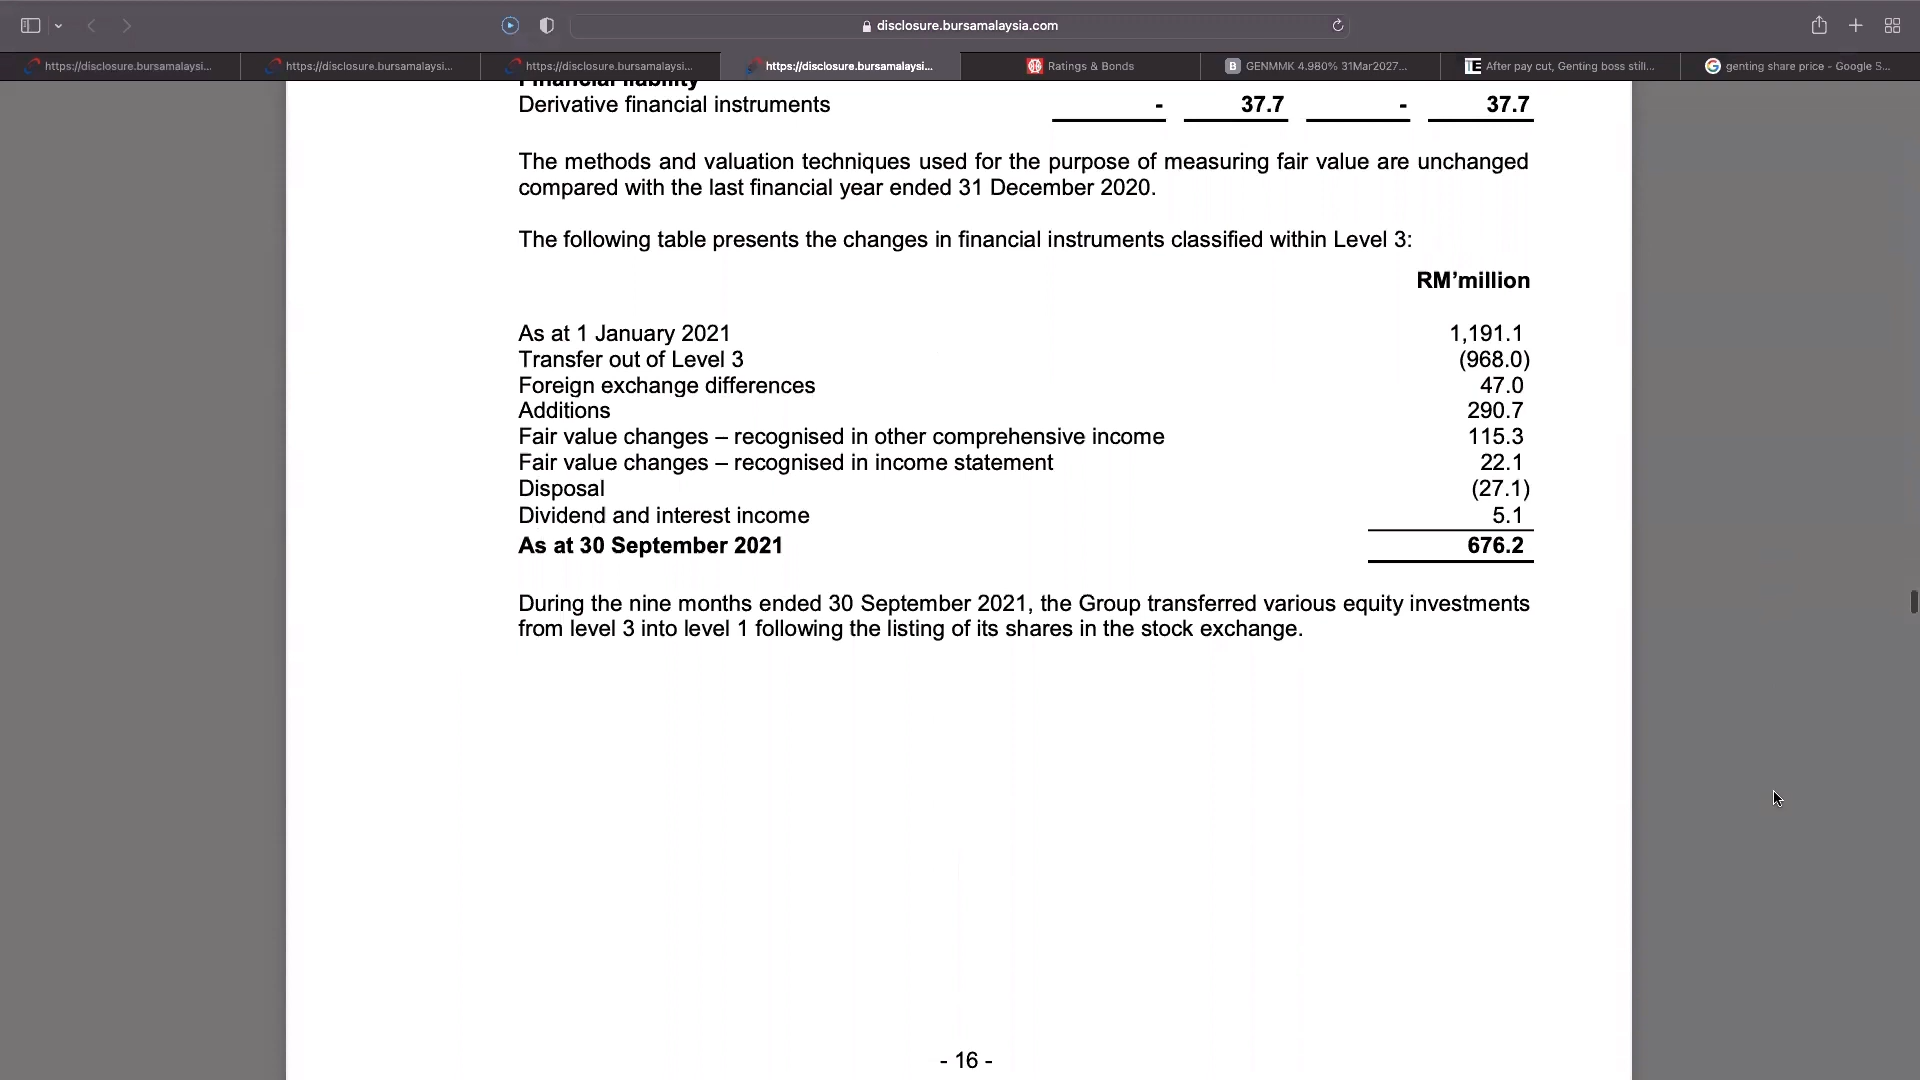 disclosure.bursamalaysia.com
https://disclosure.bursamalaysi...
https://disclosure.bursamalaysi...
https://disclosure.bursamalaysi...
https://disclosure.bursamalaysi...
Ratings & Bonds
B GENMMK 4.980% 31Mar2027...
TE After pay cut, Genting boss still...
G genting share price - Google S...
Financial liability
Derivative financial instruments - 37.7 - 37.7
The methods and valuation techniques used for the purpose of measuring fair value are unchanged
compared with the last financial year ended 31 December 2020.
The following table presents the changes in financial instruments classified within Level 3:
RM’million
As at 1 January 2021 1,191.1
Transfer out of Level 3 (968.0)
Foreign exchange differences 47.0
Additions 290.7
Fair value changes – recognised in other comprehensive income 115.3
Fair value changes – recognised in income statement 22.1
Disposal (27.1)
Dividend and interest income 5.1
As at 30 September 2021 676.2
During the nine months ended 30 September 2021, the Group transferred various equity investments
from level 3 into level 1 following the listing of its shares in the stock exchange.
- 16 -